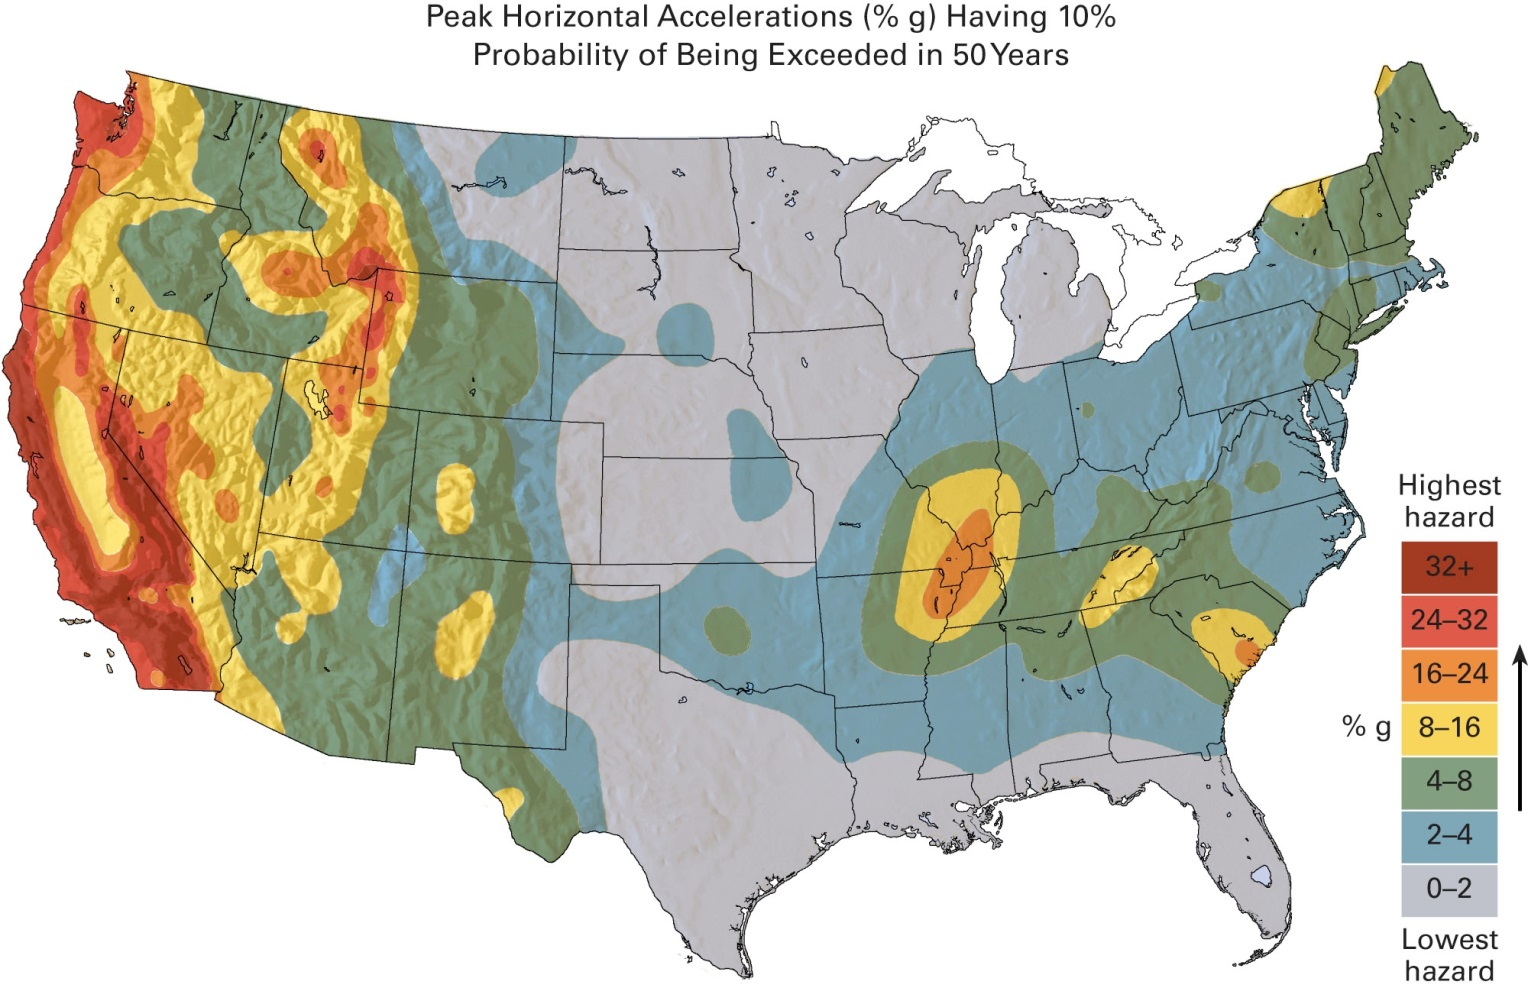 Peak Horizontal Accelerations (% g) Having 10%
Probability of Being Exceeded in 50 Years
Highest
hazard
32+
24–32
16–24
% g
8–16
4–8
2–4
0–2
Lowest
hazard